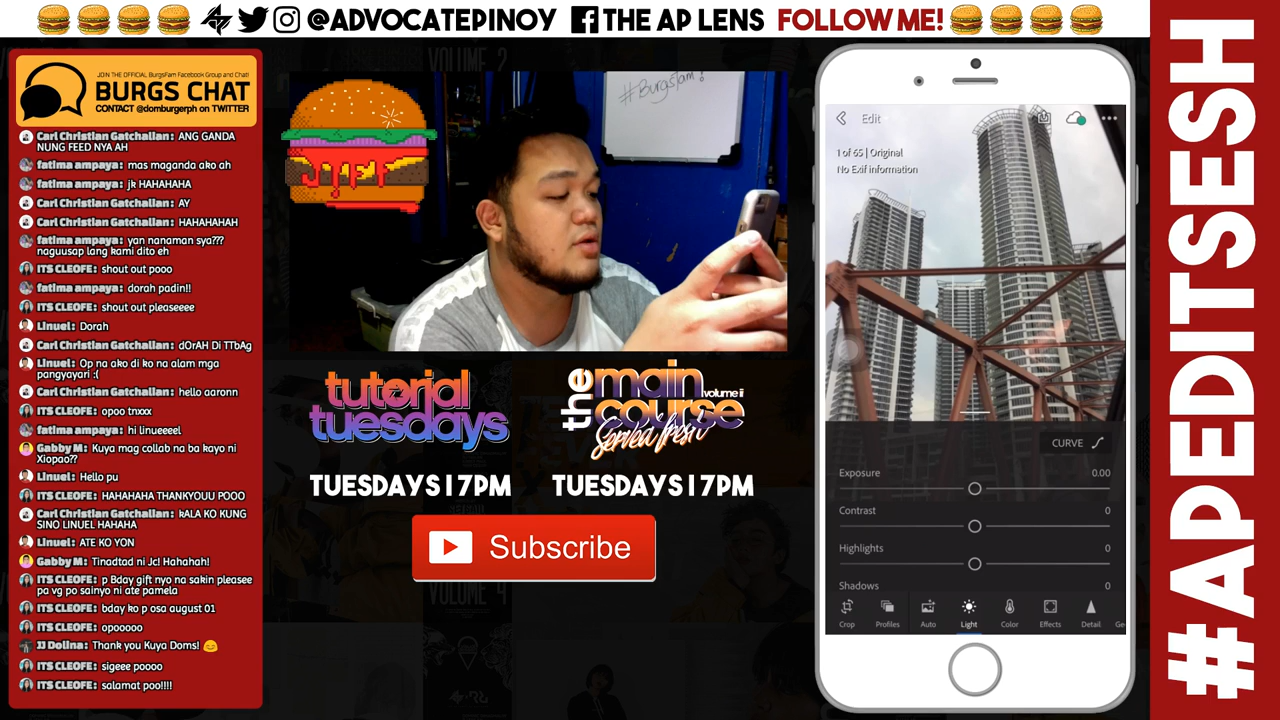 @ADVOCATEPINOY THE AP LENS FOLLOW ME!
JOIN THE OFFICIAL BurgsFam Facebook Group and Chat!
BURGS CHAT
CONTACT @domburgerph on TWITTER
Carl Christian Gatchalian: ANG GANDA
NUNG FEED NYA AH
fatima ampaya: mas maganda ako ah
fatima ampaya: jk HAHAHAHA
Carl Christian Gatchalian: AY
Carl Christian Gatchalian: HAHAHAHAH
fatima ampaya: yan nanaman sya???
naguusap lang kami dito eh
ITS CLEOFE: shout out pooo
fatima ampaya: dorah padin!!
ITS CLEOFE: shout out pleaseeee
Linuel: Dorah
Carl Christian Gatchalian: dOrAH Di TTbAg
Linuel: Op na ako di ko na alam mga
pangyayari :(
Carl Christian Gatchalian: hello aaronn
ITS CLEOFE: opoo tnxxx
fatima ampaya: hi linueeeel
Gabby M: Kuya mag collab na ba kayo ni
Xiopao??
Linuel: Hello pu
ITS CLEOFE: HAHAHAHA THANKYOUU POOO
Carl Christian Gatchalian: kALA KO KUNG
SINO LINUEL HAHAHA
Linuel: ATE KO YON
Gabby M: Tinadtad ni Jc! Hahahah!
ITS CLEOFE: p Bday gift nyo na sakin pleasee
pa vg po sainyo ni ate pamela
ITS CLEOFE: bday ko p osa august 01
ITS CLEOFE: opooooo
JJ Dolina: Thank you Kuya Doms! 😊
ITS CLEOFE: sigeee poooo
ITS CLEOFE: salamat poo!!!!
#Burgsfam!
tutorial
tuesdays
TUESDAYS | 7PM
the main volume ii
course
Served fresh
TUESDAYS | 7PM
Subscribe
Edit
1 of 65 | Original
No Exif information
CURVE
Exposure 0.00
Contrast 0
Highlights 0
Shadows 0
Crop Profiles Auto Light Color Effects Detail Ge
#APEDITSESH